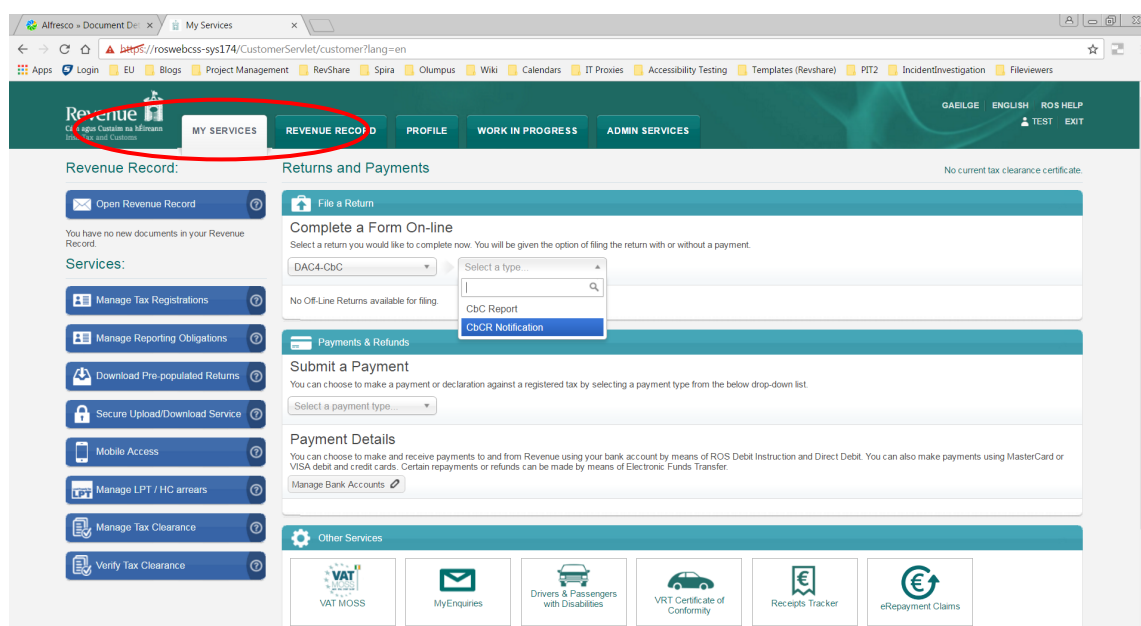 Alfresco » Document Det
My Services
https://roswebcss-sys174/CustomerServlet/customer?lang=en
Apps Login EU Blogs Project Management RevShare Spira Olumpus Wiki Calendars IT Proxies Accessibility Testing Templates (Revshare) PIT2 IncidentInvestigation Fileviewers
Revenue
Cáin agus Custaim na hÉireann
Irish Tax and Customs
MY SERVICES REVENUE RECORD PROFILE WORK IN PROGRESS ADMIN SERVICES
GAEILGE ENGLISH ROS HELP
TEST EXIT
Revenue Record:
Open Revenue Record
You have no new documents in your Revenue
Record.
Services:
Manage Tax Registrations
Manage Reporting Obligations
Download Pre-populated Returns
Secure Upload/Download Service
Mobile Access
LPT
Manage LPT / HC arrears
Manage Tax Clearance
Verify Tax Clearance
Returns and Payments
No current tax clearance certificate.
File a Return
Complete a Form On-line
Select a return you would like to complete now. You will be given the option of filing the return with or without a payment.
DAC4-CbC
Select a type...
CbC Report
CbCR Notification
No Off-Line Returns available for filing.
Payments & Refunds
Submit a Payment
You can choose to make a payment or declaration against a registered tax by selecting a payment type from the below drop-down list.
Select a payment type...
Payment Details
You can choose to make and receive payments to and from Revenue using your bank account by means of ROS Debit Instruction and Direct Debit. You can also make payments using MasterCard or
VISA debit and credit cards. Certain repayments or refunds can be made by means of Electronic Funds Transfer.
Manage Bank Accounts
Other Services
VAT
MOSS
VAT MOSS
MyEnquiries
Drivers & Passengers
with Disabilities
VRT Certificate of
Conformity
Receipts Tracker
eRepayment Claims